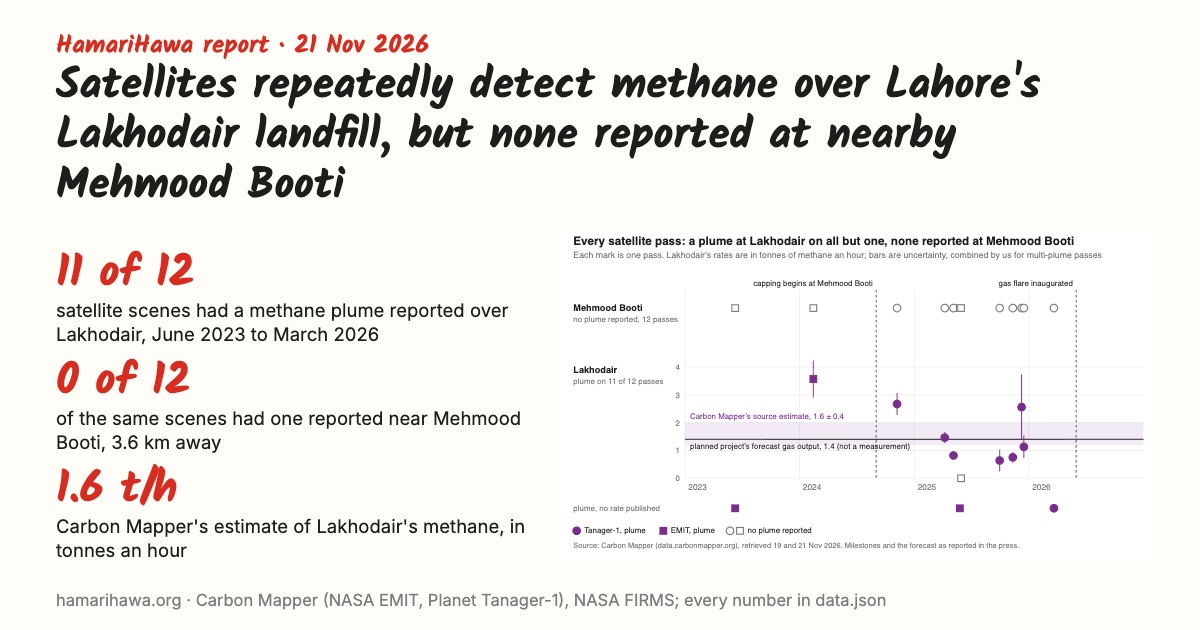 HamariHawa report · 21 Nov 2026
Satellites repeatedly detect methane over Lahore's
Lakhodair landfill, but none reported at nearby
Mehmood Booti
11 of 12
satellite scenes had a methane plume reported over
Lakhodair, June 2023 to March 2026
0 of 12
of the same scenes had one reported near Mehmood
Booti, 3.6 km away
1.6 t/h
Carbon Mapper's estimate of Lakhodair's methane, in
tonnes an hour
Every satellite pass: a plume at Lakhodair on all but one, none reported at Mehmood Booti
Each mark is one pass. Lakhodair's rates are in tonnes of methane an hour; bars are uncertainty, combined by us for multi-plume passes
capping begins at Mehmood Booti
gas flare inaugurated
Mehmood Booti
no plume reported, 12 passes
Lakhodair
plume on 11 of 12 passes
4
3
2
1
0
Carbon Mapper's source estimate, 1.6 ± 0.4
planned project's forecast gas output, 1.4 (not a measurement)
2023 2024 2025 2026
plume, no rate published
Tanager-1, plume EMIT, plume no plume reported
Source: Carbon Mapper (data.carbonmapper.org), retrieved 19 and 21 Nov 2026. Milestones and the forecast as reported in the press.
hamarihawa.org · Carbon Mapper (NASA EMIT, Planet Tanager-1), NASA FIRMS; every number in data.json